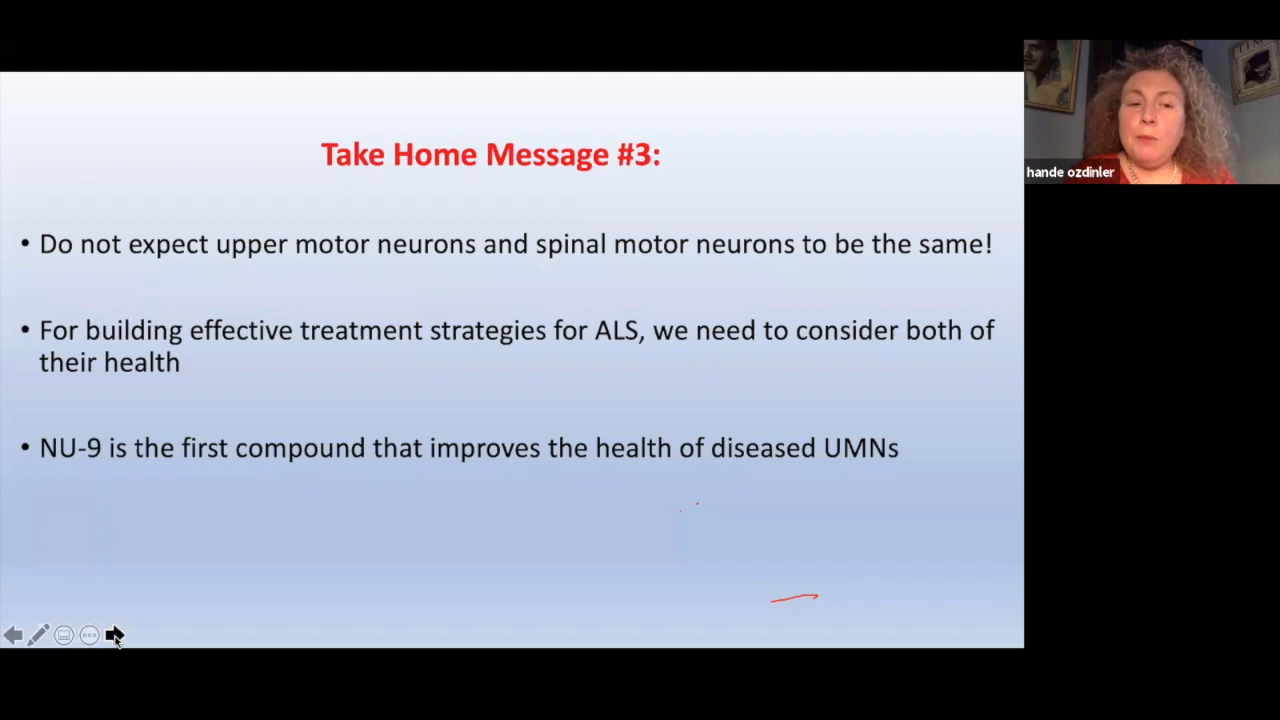 Take Home Message #3:
• Do not expect upper motor neurons and spinal motor neurons to be the same!
• For building effective treatment strategies for ALS, we need to consider both of
their health
• NU-9 is the first compound that improves the health of diseased UMNs
hande ozdinler